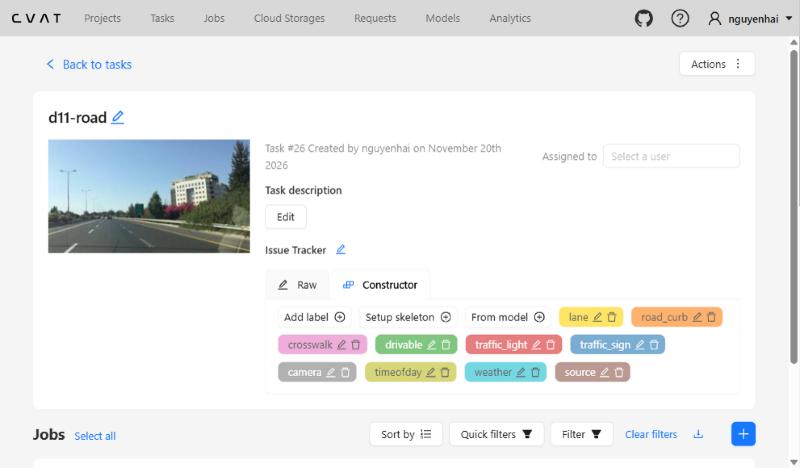 CVAT Projects Tasks Jobs Cloud Storages Requests Models Analytics nguyenhai
Back to tasks Actions
d11-road
Task #26 Created by nguyenhai on November 20th
2026
Assigned to Select a user
Task description
Edit
Issue Tracker
Raw Constructor
Add label Setup skeleton From model lane road_curb
crosswalk drivable traffic_light traffic_sign
camera timeofday weather source
Jobs Select all Sort by Quick filters Filter Clear filters